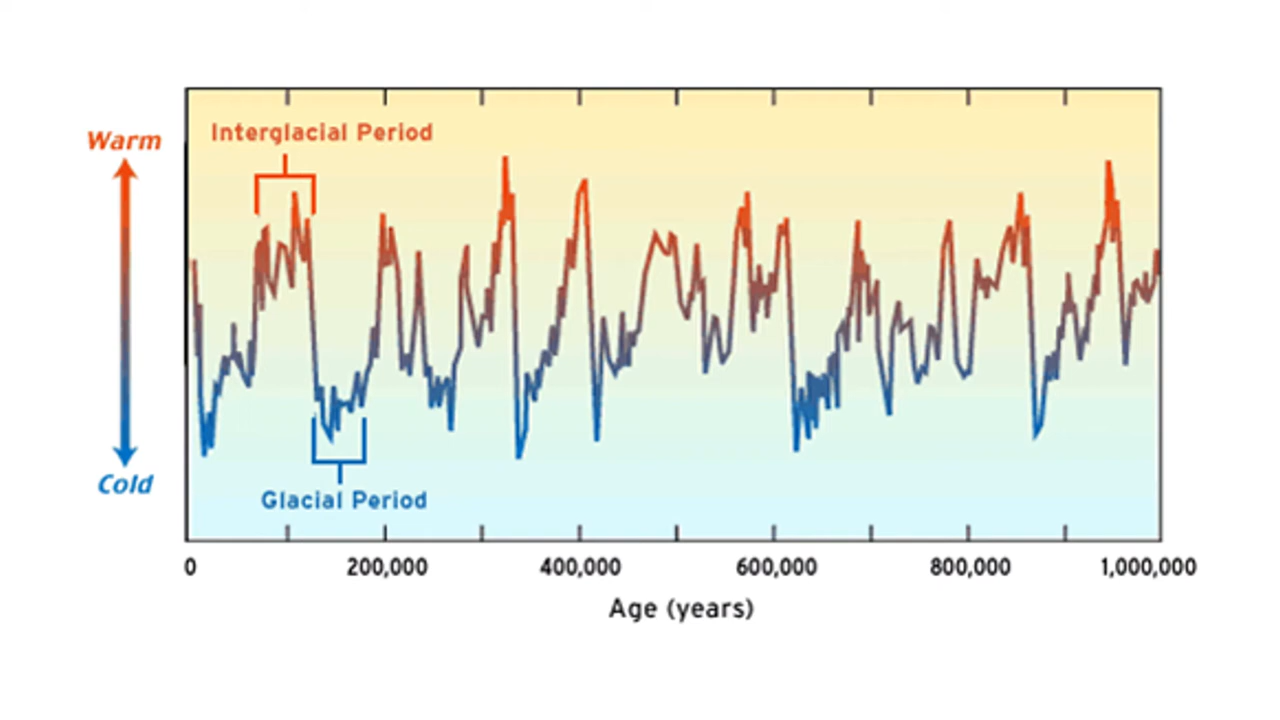 Interglacial Period
Warm
Cold
Glacial Period
0 200,000 400,000 600,000 800,000 1,000,000
Age (years)